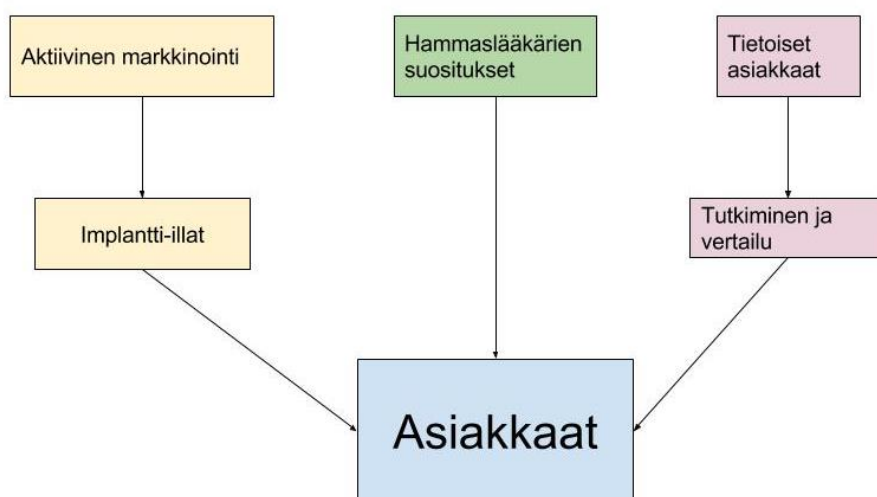 Aktiivinen markkinointi
Hammaslääkärien
suositukset
Tietoiset
asiakkaat
Implantti-illat
Tutkiminen ja
vertailu
Asiakkaat